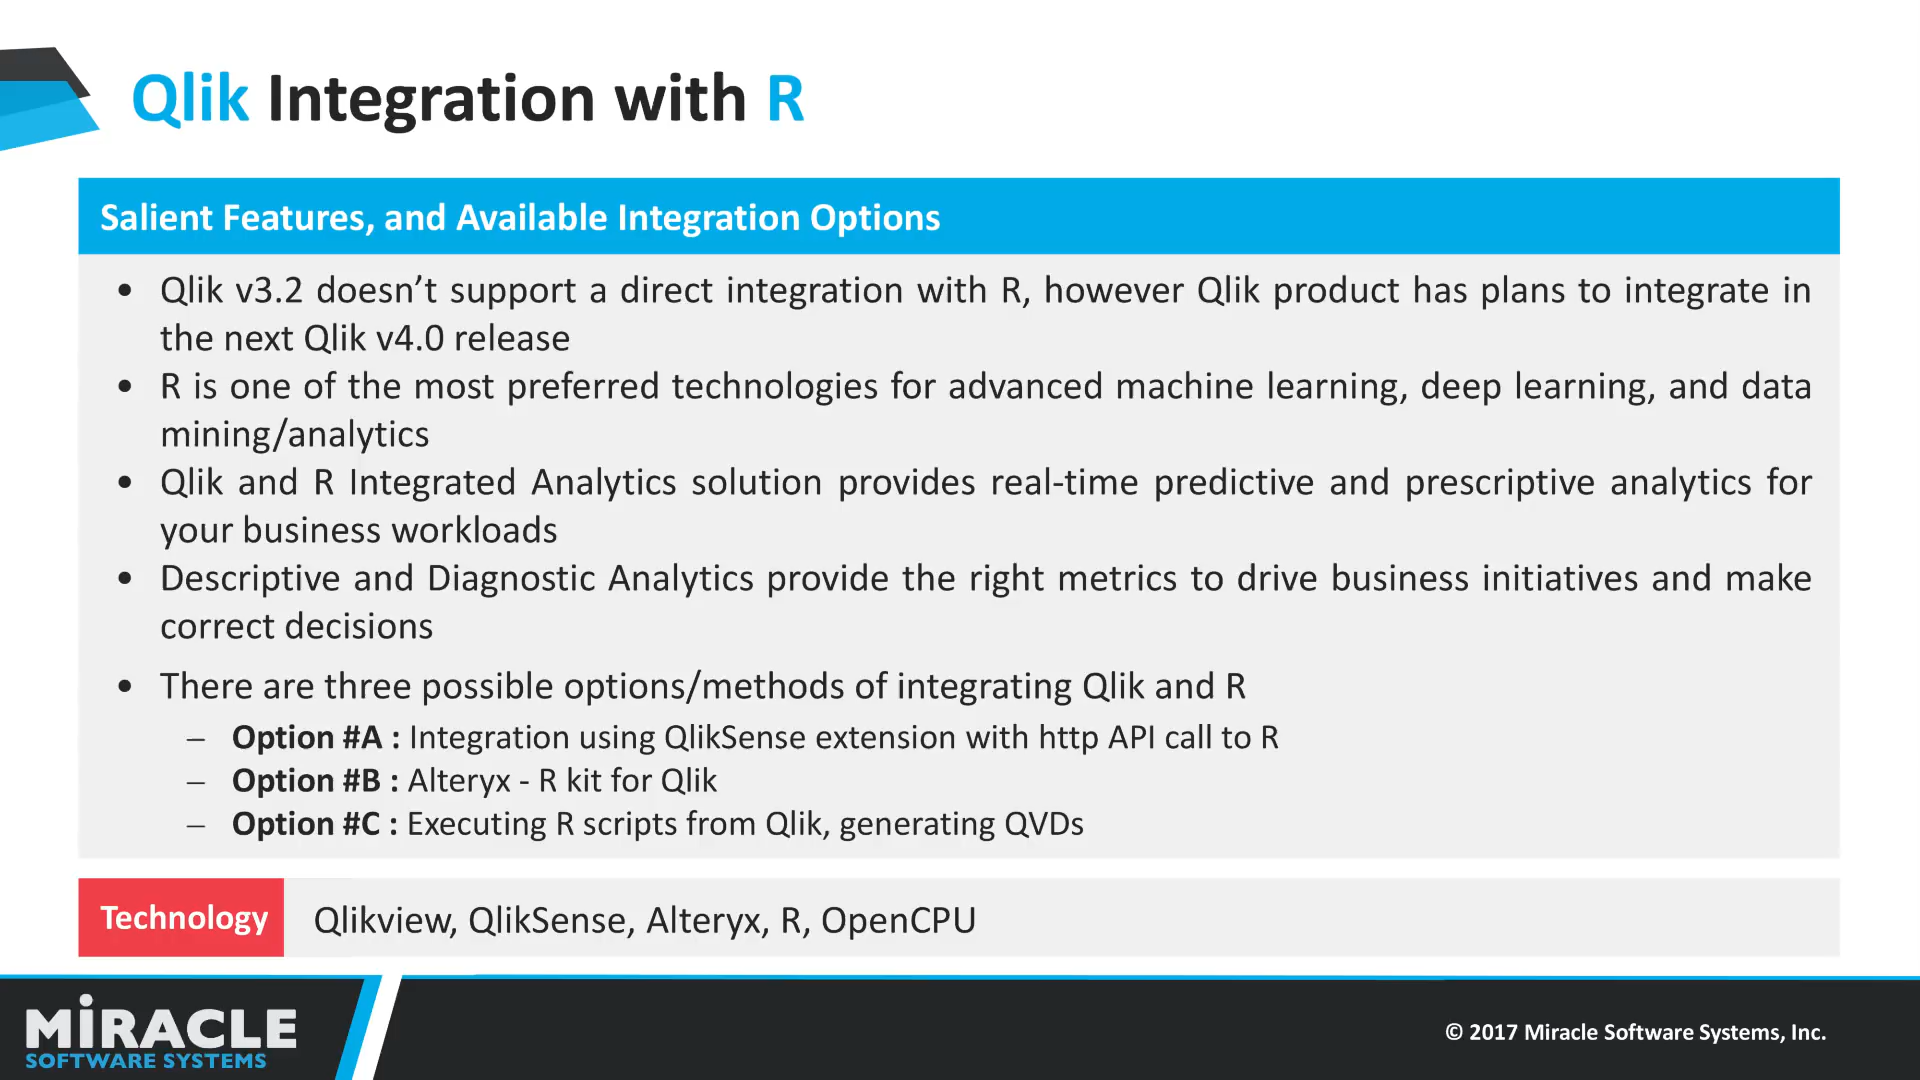 Qlik Integration with R
Salient Features, and Available Integration Options
• Qlik v3.2 doesn’t support a direct integration with R, however Qlik product has plans to integrate in
the next Qlik v4.0 release
• R is one of the most preferred technologies for advanced machine learning, deep learning, and data
mining/analytics
• Qlik and R Integrated Analytics solution provides real-time predictive and prescriptive analytics for
your business workloads
• Descriptive and Diagnostic Analytics provide the right metrics to drive business initiatives and make
correct decisions
• There are three possible options/methods of integrating Qlik and R
– Option #A : Integration using QlikSense extension with http API call to R
– Option #B : Alteryx - R kit for Qlik
– Option #C : Executing R scripts from Qlik, generating QVDs
Technology
Qlikview, QlikSense, Alteryx, R, OpenCPU
MiRACLE
SOFTWARE SYSTEMS
© 2017 Miracle Software Systems, Inc.